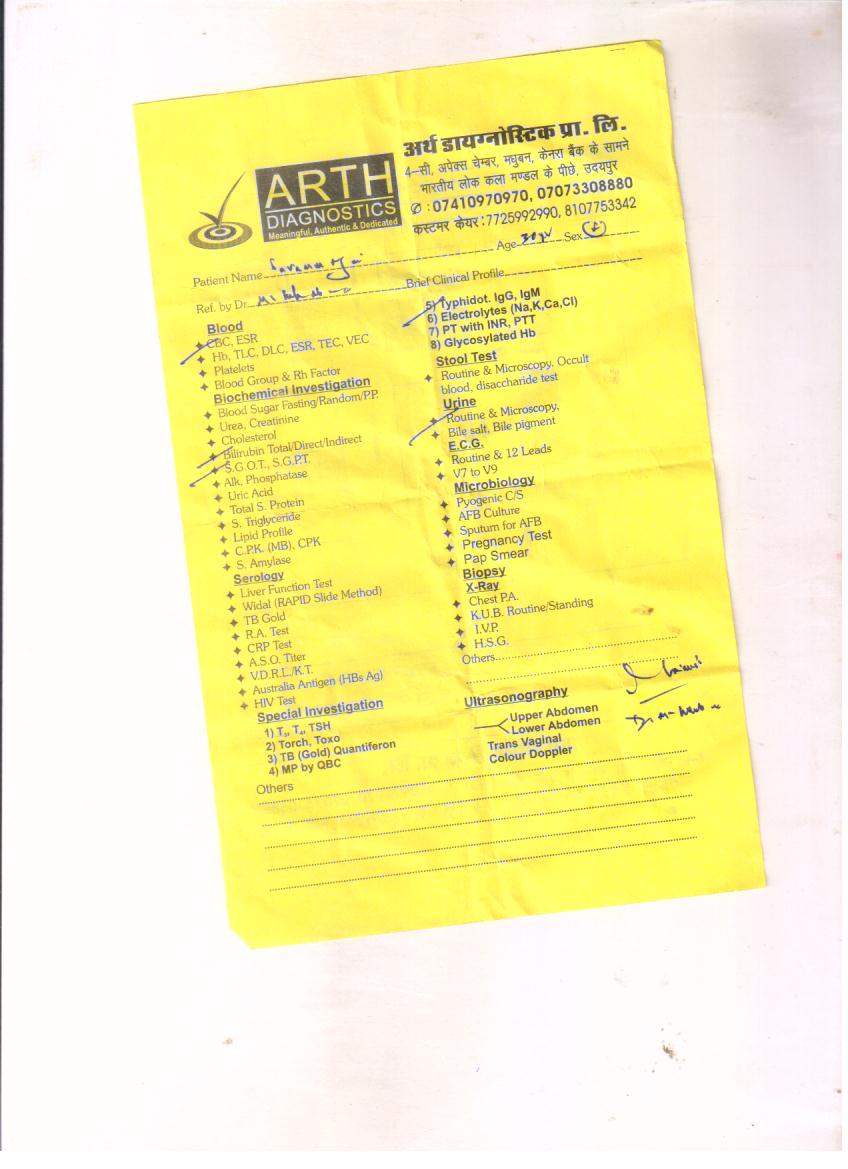 अर्थ डायग्नोस्टिक प्रा. लि.
4-सी, अपेक्स चेम्बर, मधुबन, केनरा बैंक के सामने
भारतीय लोक कला मण्डल के पीछे, उदयपुर
✆ : 07410970970, 07073308880
कस्टमर केयर : 7725992990, 8107753342
ARTH
DIAGNOSTICS
Meaningful, Authentic & Dedicated
Patient Name Age Sex
Ref. by Dr. Brief Clinical Profile
Blood
CBC, ESR
Hb, TLC, DLC, ESR, TEC, VEC
Platelets
Blood Group & Rh Factor
Biochemical Investigation
Blood Sugar Fasting/Random/P.P.
Urea, Creatinine
Cholesterol
Bilirubin Total/Direct/Indirect
S.G.O.T., S.G.P.T.
Alk, Phosphatase
Uric Acid
Total S. Protein
S. Triglyceride
Lipid Profile
C.P.K. (MB), CPK
S. Amylase
Serology
Liver Function Test
Widal (RAPID Slide Method)
TB Gold
R.A. Test
CRP Test
A.S.O. Titer
V.D.R.L./K.T.
Australia Antigen (HBs Ag)
HIV Test
Special Investigation
1) T₃, T₄, TSH
2) Torch, Toxo
3) TB (Gold) Quantiferon
4) MP by QBC
5) Typhidot. IgG, IgM
6) Electrolytes (Na,K,Ca,Cl)
7) PT with INR, PTT
8) Glycosylated Hb
Stool Test
Routine & Microscopy. Occult
blood, disaccharide test
Urine
Routine & Microscopy,
Bile salt, Bile pigment
E.C.G.
Routine & 12 Leads
V7 to V9
Microbiology
Pyogenic C/S
AFB Culture
Sputum for AFB
Pregnancy Test
Pap Smear
Biopsy
X-Ray
Chest P.A.
K.U.B. Routine/Standing
I.V.P.
H.S.G.
Others
Ultrasonography
Upper Abdomen
Lower Abdomen
Trans Vaginal
Colour Doppler
Others